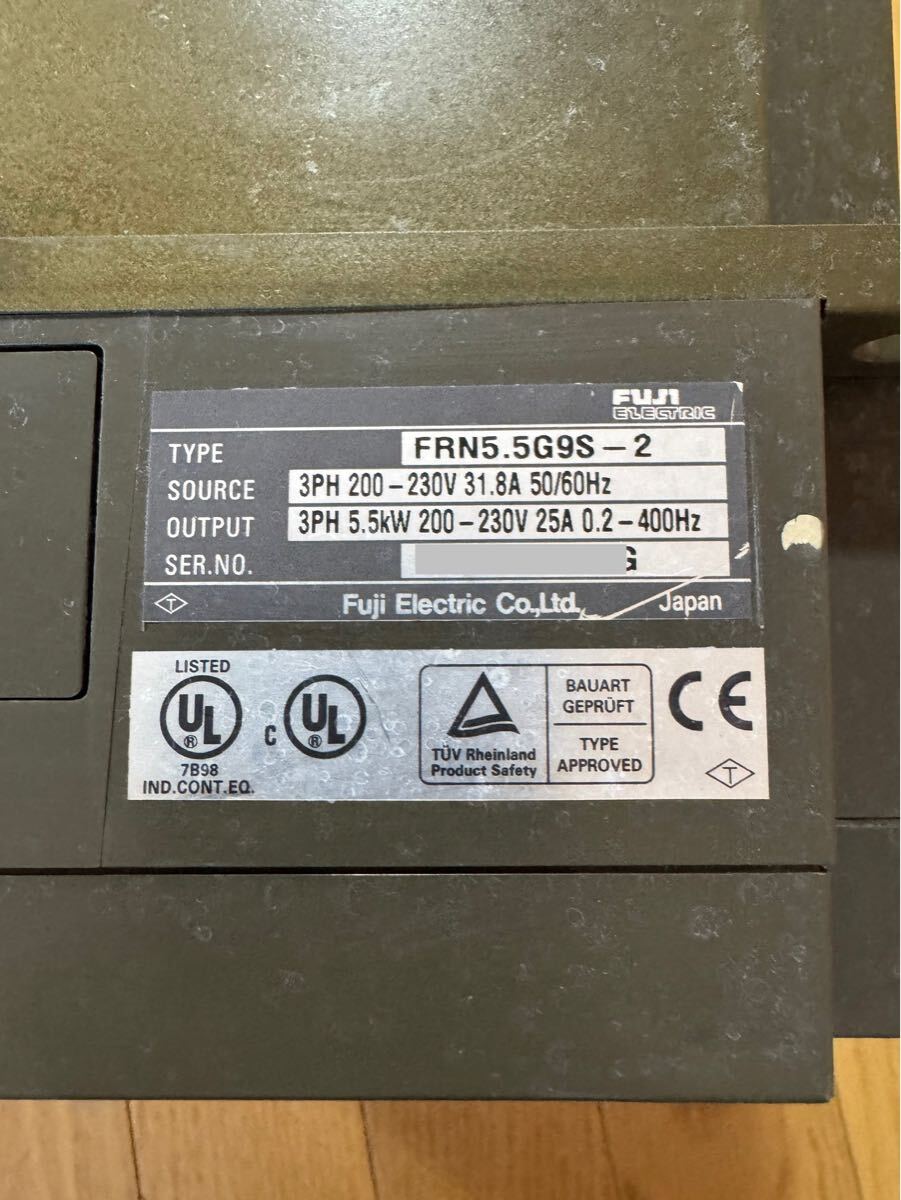 FUJI
ELECTRIC
TYPE FRN5.5G9S-2
SOURCE 3PH 200-230V 31.8A 50/60Hz
OUTPUT 3PH 5.5kW 200-230V 25A 0.2-400Hz
SER.NO. G
T Fuji Electric Co.,Ltd. Japan
LISTED
UL
®
7B98
IND.CONT.EQ.
C UL
®
TÜV Rheinland
Product Safety
BAUART
GEPRÜFT
TYPE
APPROVED
CE
T